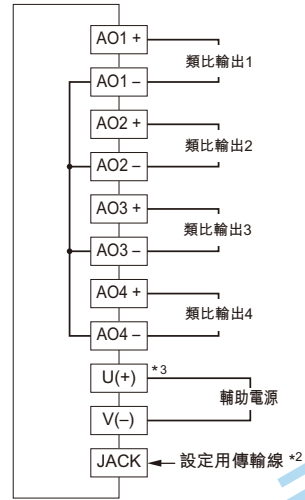 AO1 +
類比輸出1
AO1 –
AO2 +
類比輸出2
AO2 –
AO3 +
類比輸出3
AO3 –
AO4 +
類比輸出4
AO4 –
U(+) *3
輔助電源
V(–)
JACK 設定用傳輸線 *2